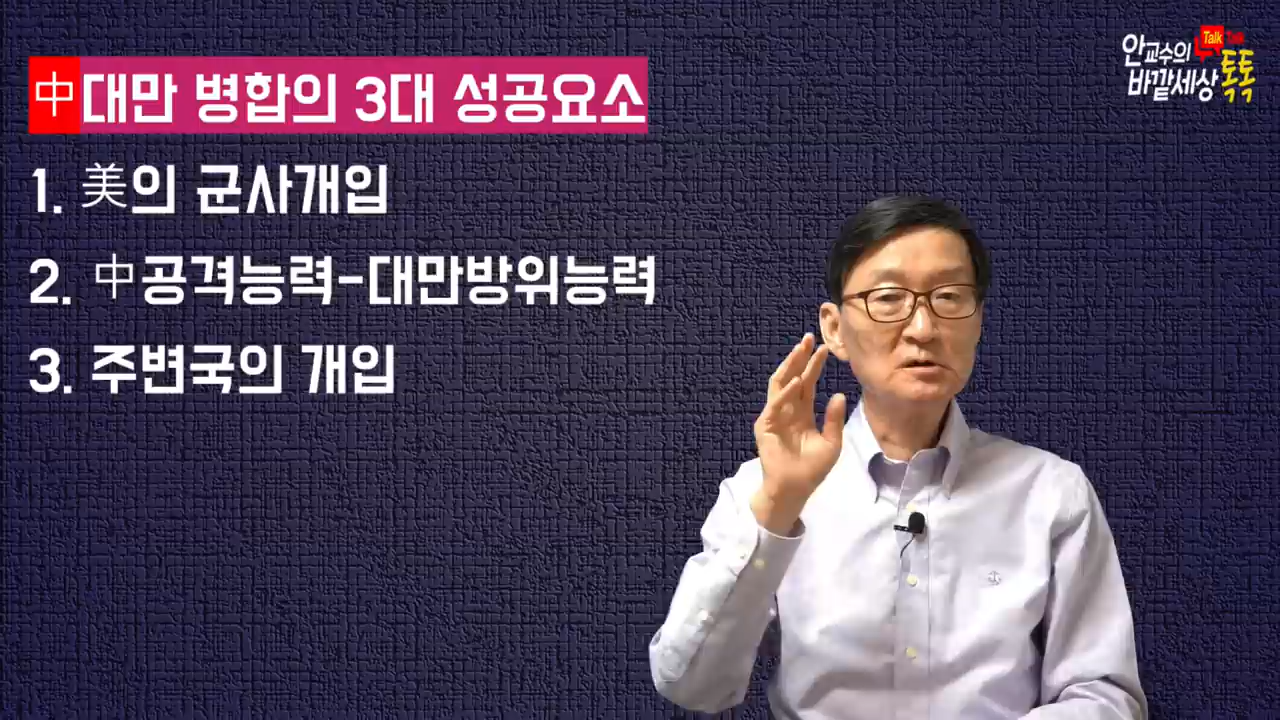 中대만 병합의 3대 성공요소
1. 美의 군사개입
2. 中공격능력-대만방위능력
3. 주변국의 개입
안교수의 Talk Talk
바깥세상 톡톡